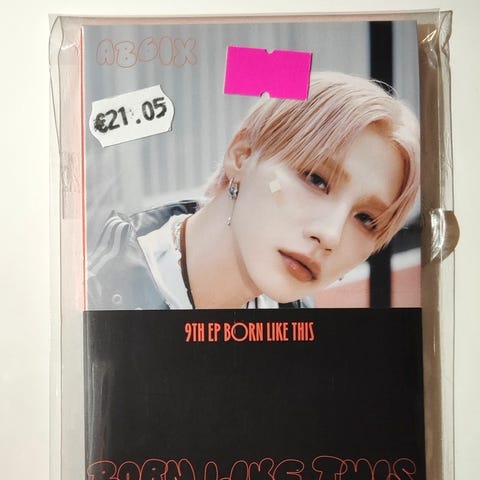 AB6IX
€21.05
9TH EP BORN LIKE THIS
BORN LIKE THIS